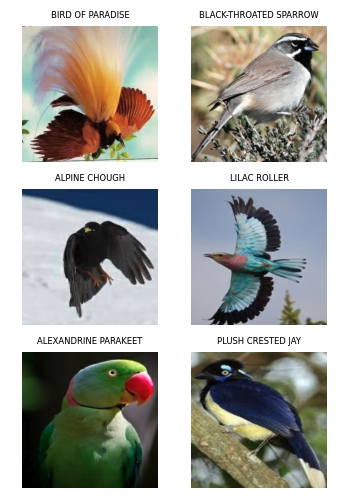 BIRD OF PARADISE
BLACK-THROATED SPARROW
ALPINE CHOUGH
LILAC ROLLER
ALEXANDRINE PARAKEET
PLUSH CRESTED JAY